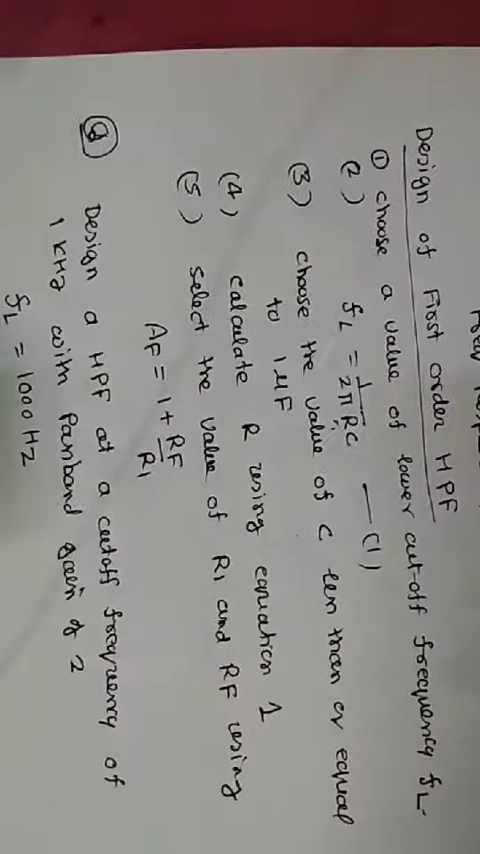 Design of First order HPF
① choose a value of lower cut-off frequency fL.
(2) fL = 1/2πRC — (1)
(3) choose the value of C less than or equal
to 1 μF
(4) calculate R using equation 1
(5) select the value of R1 and RF using
AF = 1 + RF/R1
Q Design a HPF at a cutoff frequency of
1 KHz with Passband gain of 2
fL = 1000 Hz